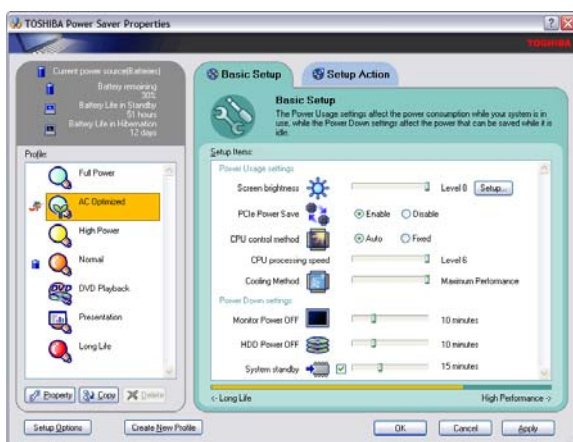 TOSHIBA Power Saver Properties
TOSHIBA
Current power source(Batteries)
Battery remaining
30%
Battery Life in Standby
51 hours
Battery Life in Hibernation
12 days
Profile:
Full Power
AC Optimized
High Power
Normal
DVD Playback
Presentation
Long Life
Property
Copy
Delete
Basic Setup
Setup Action
Basic Setup
The Power Usage settings affect the power consumption while your system is in
use, while the Power Down settings affect the power that can be saved while it is
idle.
Setup Items:
Power Usage settings
Screen brightness Level 8 Setup...
PCIe Power Save Enable Disable
CPU control method Auto Fixed
CPU processing speed Level 6
Cooling Method Maximum Performance
Power Down settings
Monitor Power OFF 10 minutes
HDD Power OFF 10 minutes
System standby 15 minutes
<- Long Life High Performance ->
Setup Options Create New Profile OK Cancel Apply